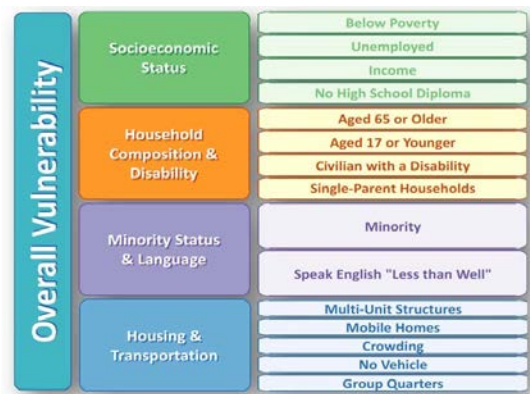 Overall Vulnerability
Socioeconomic
Status
Below Poverty
Unemployed
Income
No High School Diploma
Household
Composition &
Disability
Aged 65 or Older
Aged 17 or Younger
Civilian with a Disability
Single-Parent Households
Minority Status
& Language
Minority
Speak English "Less than Well"
Housing &
Transportation
Multi-Unit Structures
Mobile Homes
Crowding
No Vehicle
Group Quarters